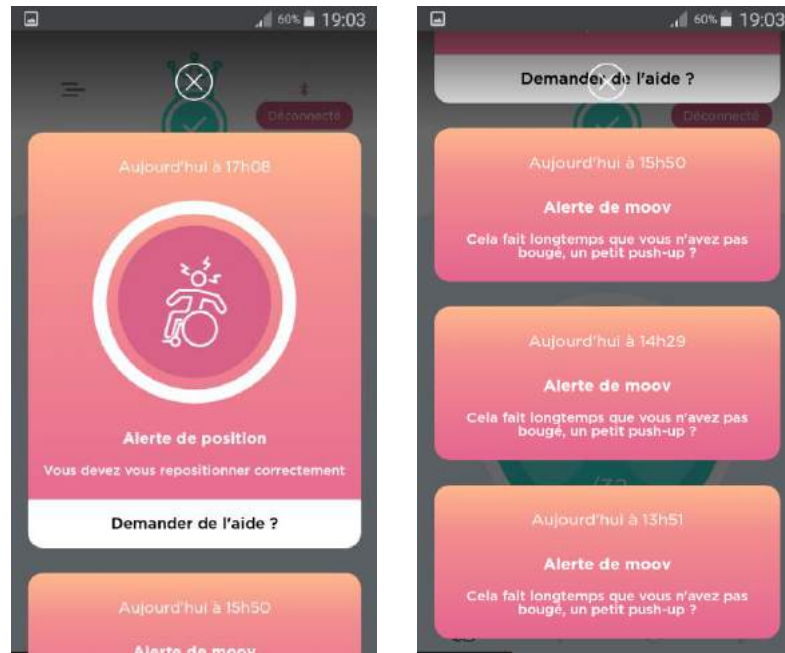 60% 19:03
Déconnecté
Aujourd'hui à 17h08
Alerte de position
Vous devez vous repositionner correctement
Demander de l'aide ?
Aujourd'hui à 15h50
Alerte de moov
60% 19:03
Demander de l'aide ?
Déconnecté
Aujourd'hui à 15h50
Alerte de moov
Cela fait longtemps que vous n'avez pas
bougé, un petit push-up ?
Aujourd'hui à 14h29
Alerte de moov
Cela fait longtemps que vous n'avez pas
bougé, un petit push-up ?
/32
Aujourd'hui à 13h51
Alerte de moov
Cela fait longtemps que vous n'avez pas
bougé, un petit push-up ?